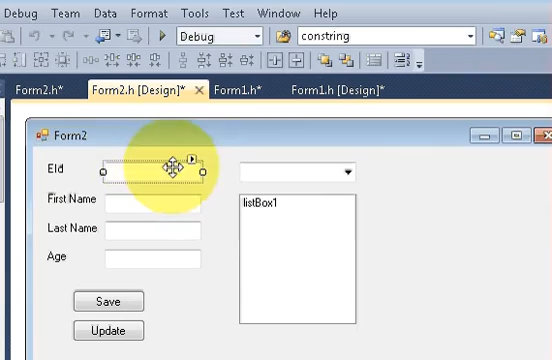 Debug Team Data Format Tools Test Window Help
Debug constring
Form2.h* Form2.h [Design]* Form1.h* Form1.h [Design]*
Form2
EId
First Name
Last Name
Age
listBox1
Save
Update